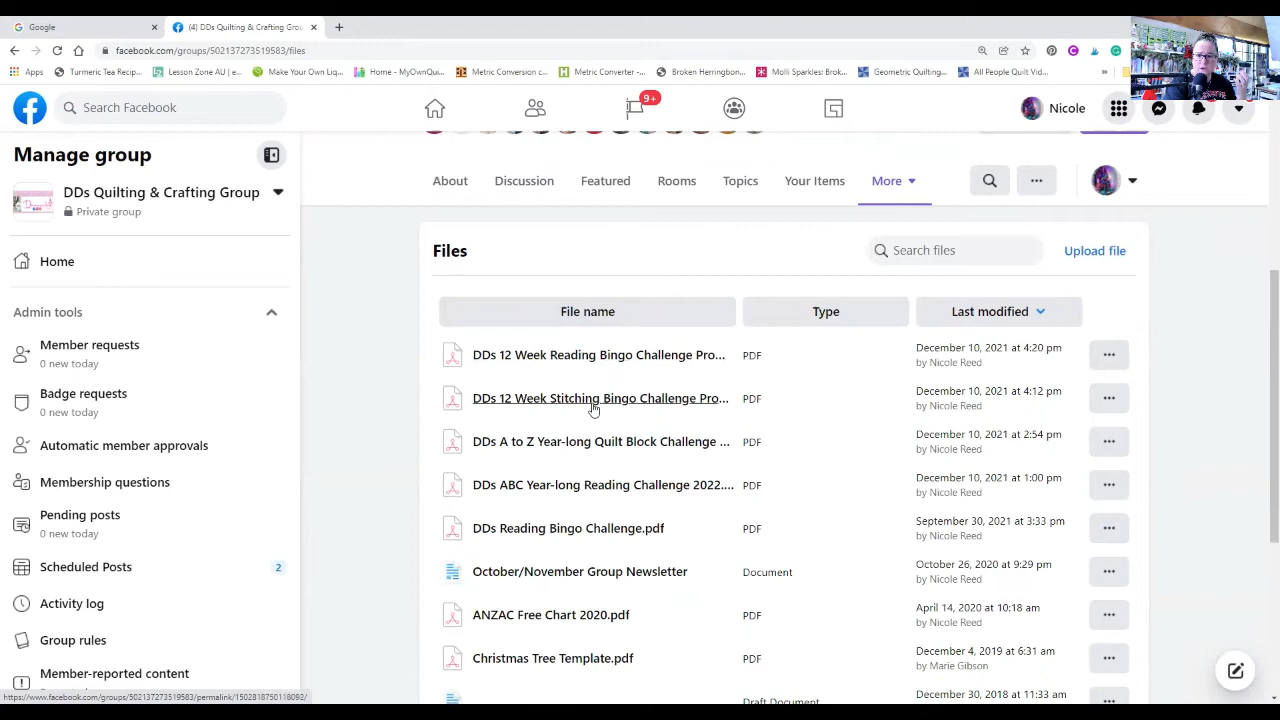 Google
(4) DDs Quilting & Crafting Grou
facebook.com/groups/502137273519583/files
Apps
Turmeric Tea Recip...
Lesson Zone AU | e...
Make Your Own Liq...
Home - MyOwnQui...
Metric Conversion c...
Metric Converter -...
Broken Herringbon...
Molli Sparkles: Brok...
Geometric Quilting...
All People Quilt Vid...
»
Search Facebook
9+
Nicole
Manage group
DDs Quilting & Crafting Group
Private group
Home
Admin tools
Member requests
0 new today
Badge requests
0 new today
Automatic member approvals
Membership questions
Pending posts
0 new today
Scheduled Posts
2
Activity log
Group rules
Member-reported content
https://www.facebook.com/groups/502137273519583/permalink/1502818750118092/
About
Discussion
Featured
Rooms
Topics
Your Items
More
Files
Search files
Upload file
File name
Type
Last modified
DDs 12 Week Reading Bingo Challenge Pro...
PDF
December 10, 2021 at 4:20 pm
by Nicole Reed
DDs 12 Week Stitching Bingo Challenge Pro...
PDF
December 10, 2021 at 4:12 pm
by Nicole Reed
DDs A to Z Year-long Quilt Block Challenge ...
PDF
December 10, 2021 at 2:54 pm
by Nicole Reed
DDs ABC Year-long Reading Challenge 2022....
PDF
December 10, 2021 at 1:00 pm
by Nicole Reed
DDs Reading Bingo Challenge.pdf
PDF
September 30, 2021 at 3:33 pm
by Nicole Reed
October/November Group Newsletter
Document
October 26, 2020 at 9:29 pm
by Nicole Reed
ANZAC Free Chart 2020.pdf
PDF
April 14, 2020 at 10:18 am
by Nicole Reed
Christmas Tree Template.pdf
PDF
December 4, 2019 at 6:31 am
by Marie Gibson
Draft Document
December 30, 2018 at 11:33 am